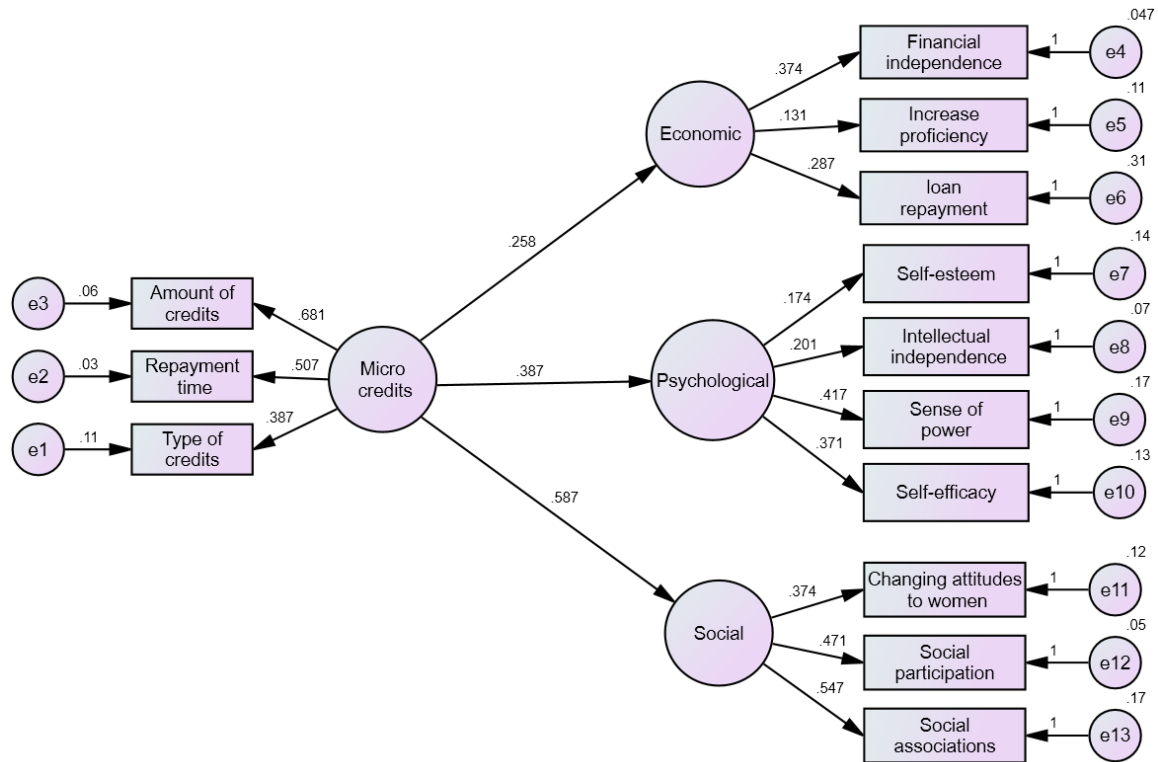 .047
Financial
independence
1
e4
.374
.11
Increase
proficiency
1
e5
.131
Economic
.31
loan
repayment
1
e6
.287
.258
.14
Self-esteem
1
e7
.174
e3
.06
Amount of
credits
.681
.07
Intellectual
independence
1
e8
.201
e2
.03
Repayment
time
.507
Micro
credits
.387
Psychological
.17
Sense of
power
1
e9
.417
e1
.11
Type of
credits
.387
.13
Self-efficacy
1
e10
.371
.587
.12
Changing attitudes
to women
1
e11
.374
Social
.05
Social
participation
1
e12
.471
.17
Social
associations
1
e13
.547